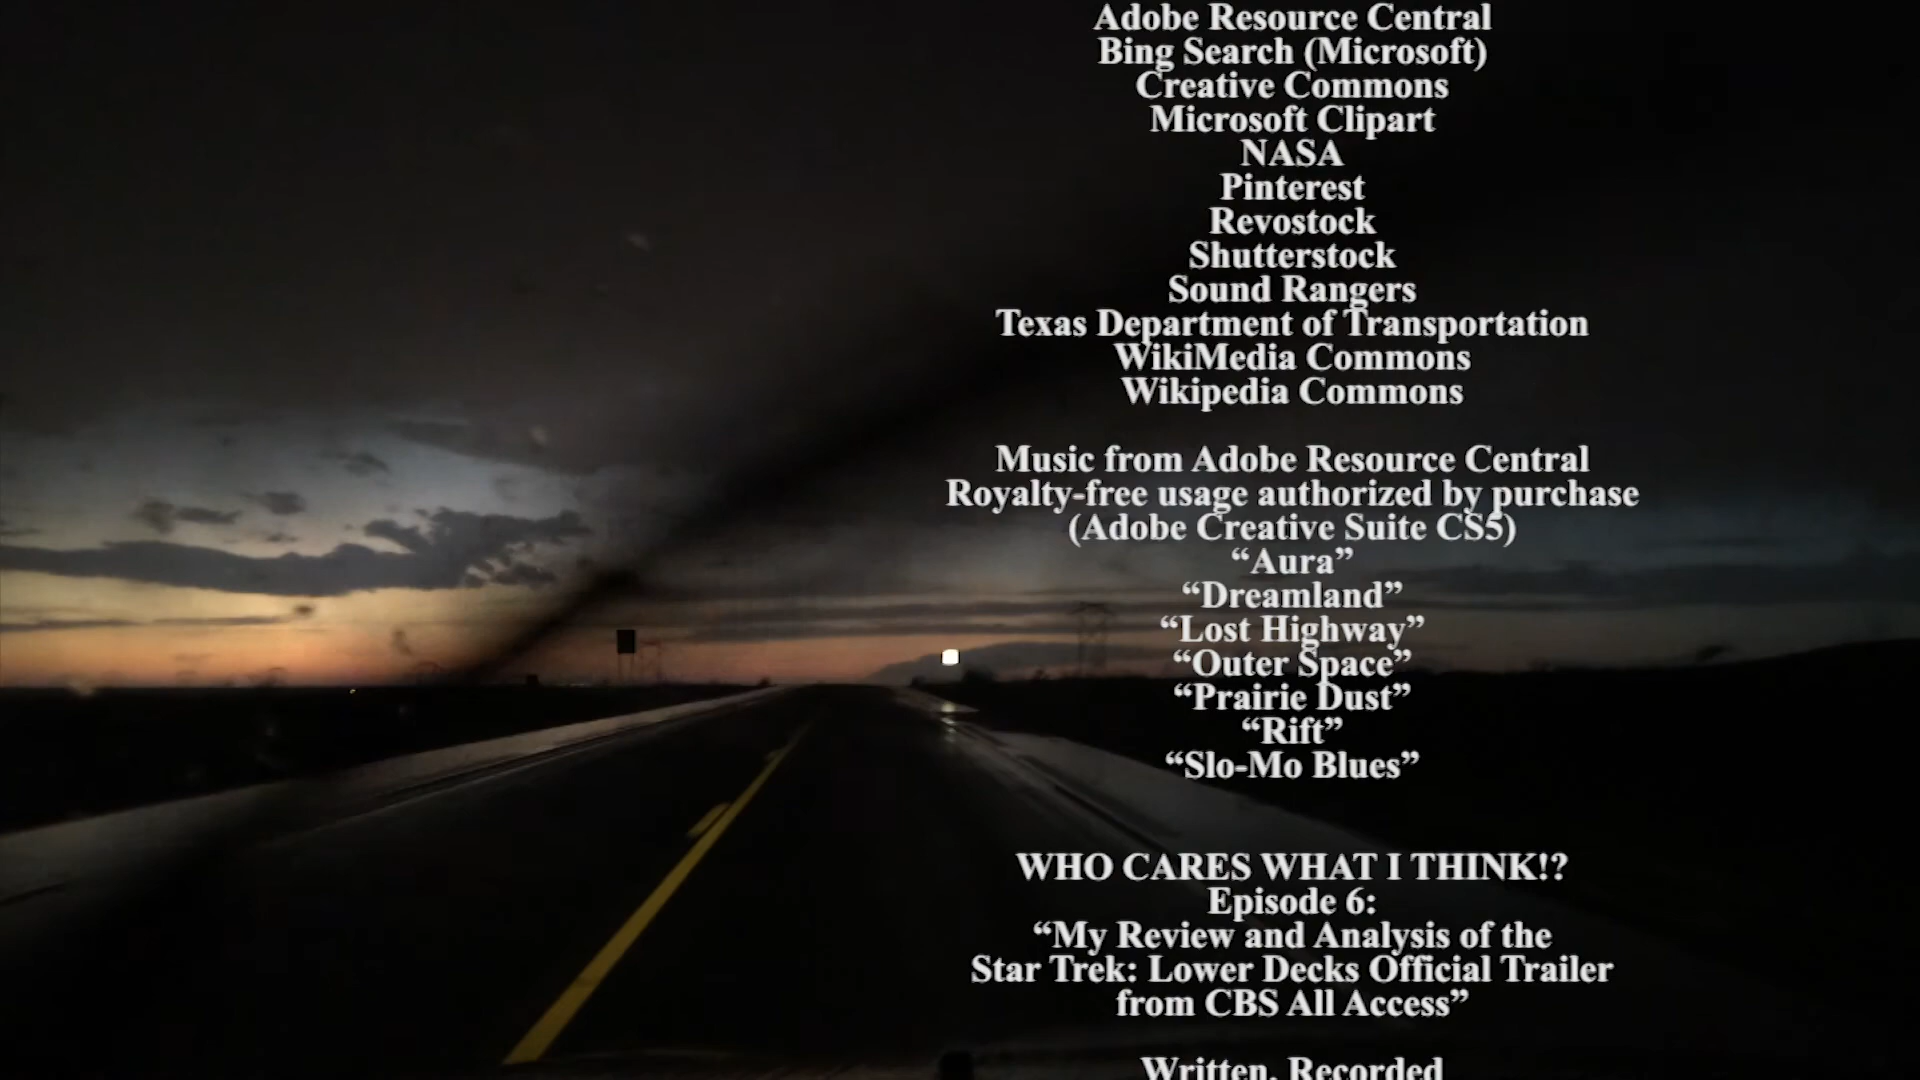 Adobe Resource Central
Bing Search (Microsoft)
Creative Commons
Microsoft Clipart
NASA
Pinterest
Revostock
Shutterstock
Sound Rangers
Texas Department of Transportation
WikiMedia Commons
Wikipedia Commons
Music from Adobe Resource Central
Royalty-free usage authorized by purchase
(Adobe Creative Suite CS5)
“Aura”
“Dreamland”
“Lost Highway”
“Outer Space”
“Prairie Dust”
“Rift”
“Slo-Mo Blues”
WHO CARES WHAT I THINK!?
Episode 6:
“My Review and Analysis of the
Star Trek: Lower Decks Official Trailer
from CBS All Access”
Written, Recorded